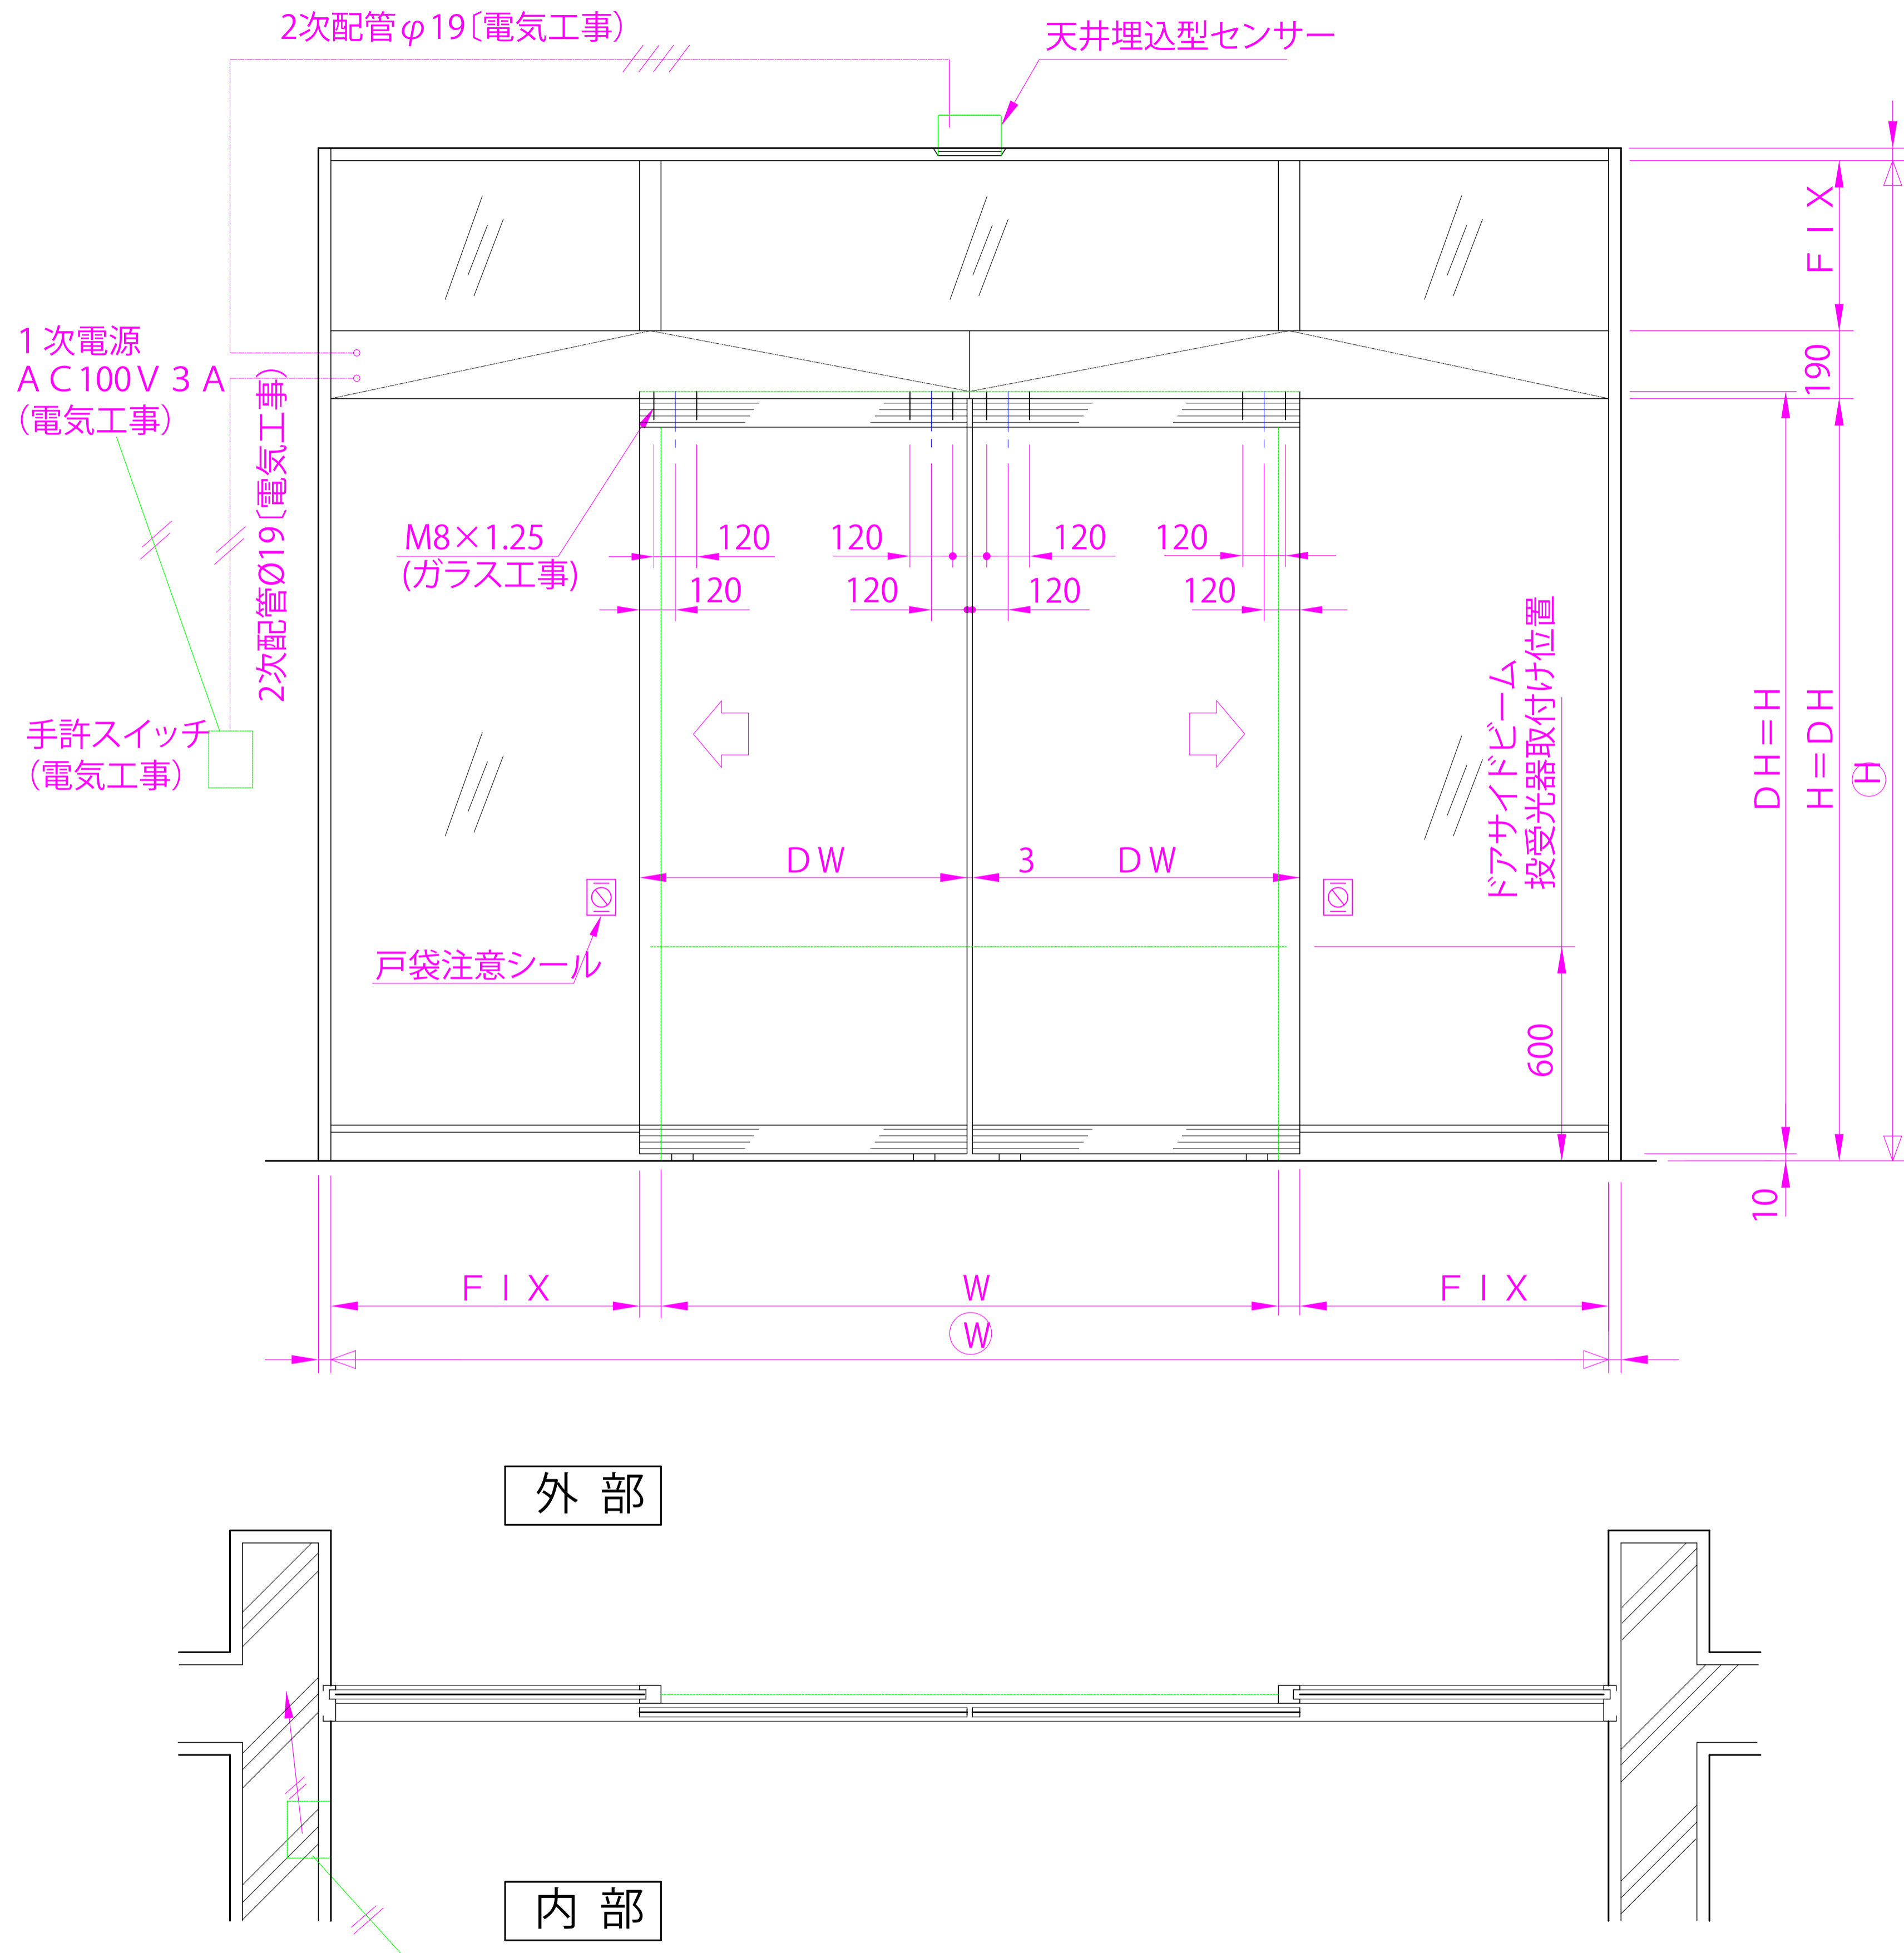 2次配管φ19〔電気工事〕
天井埋込型センサー
1次電源
AC100V3A
(電気工事)
2次配管Ø19〔電気工事〕
手許スイッチ
(電気工事)
M8×1.25
(ガラス工事)
120
120
120
120
120
120
120
120
FIX
190
DH=H
H=DH
H
ドアサイドビーム
投受光器取付け位置
DW
3
DW
戸袋注意シール
600
10
FIX
W
FIX
W
外部
内部